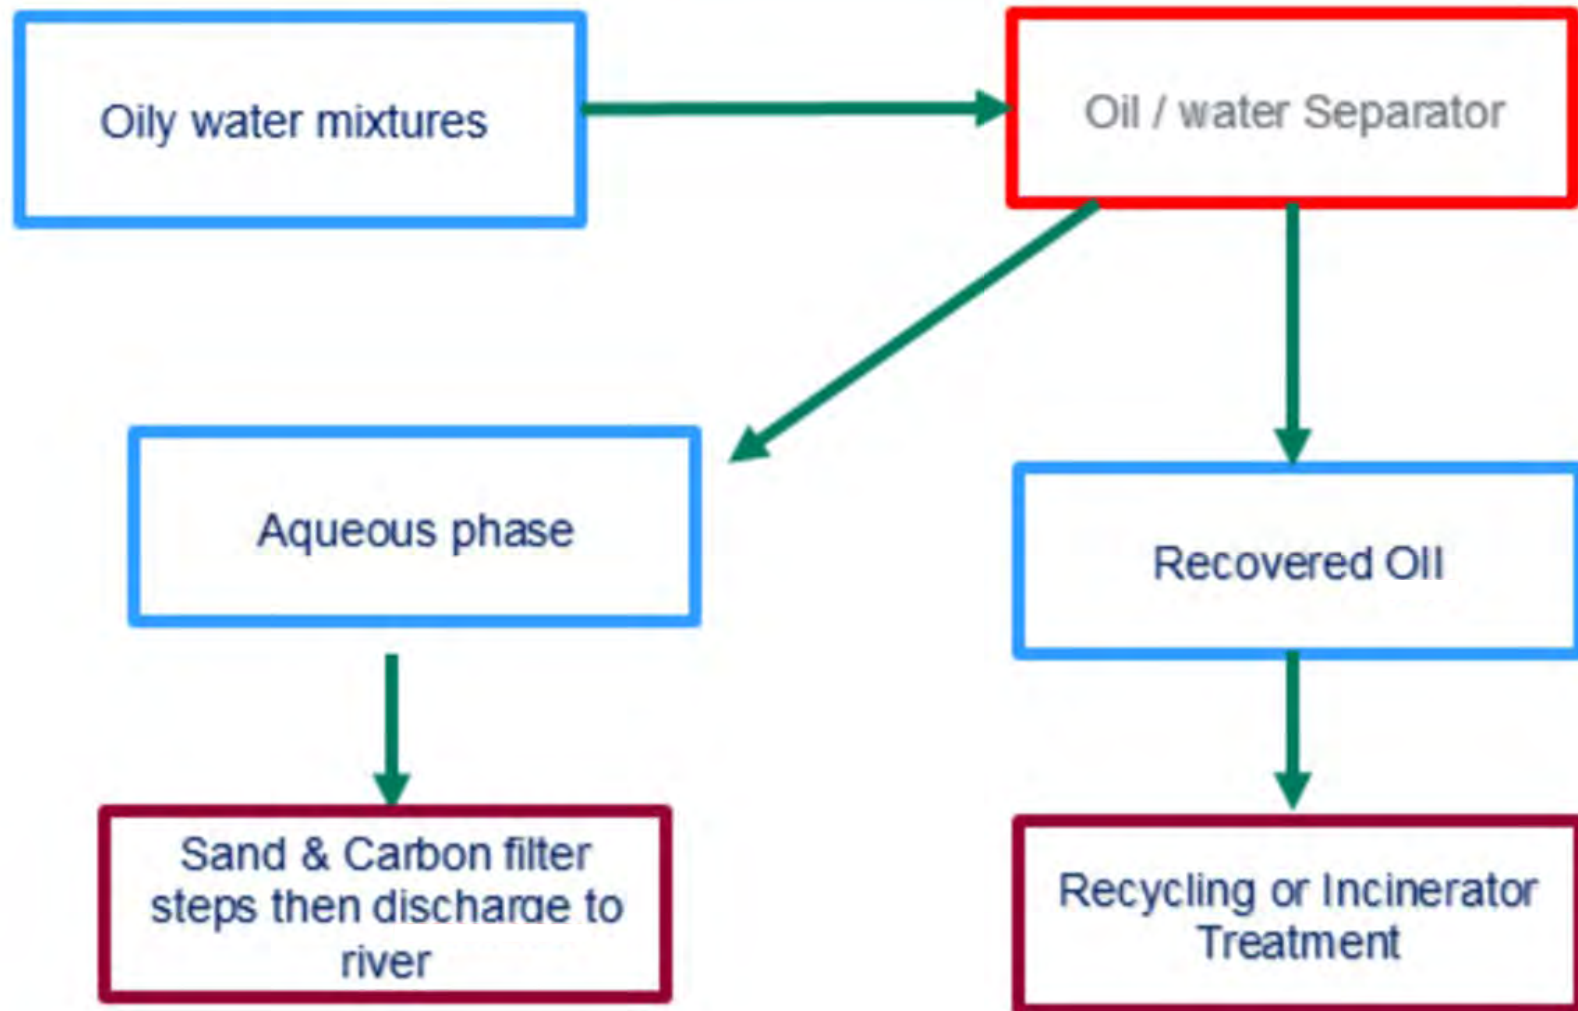 Oily water mixtures
Oil / water Separator
Aqueous phase
Recovered OIl
Sand & Carbon filter
steps then discharge to
river
Recycling or Incinerator
Treatment